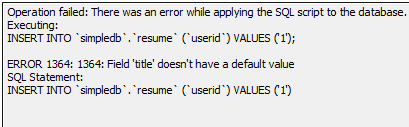 Operation failed: There was an error while applying the SQL script to the database.
Executing:
INSERT INTO `simpledb`.`resume` (`userid`) VALUES ('1');
ERROR 1364: 1364: Field 'title' doesn't have a default value
SQL Statement:
INSERT INTO `simpledb`.`resume` (`userid`) VALUES ('1')